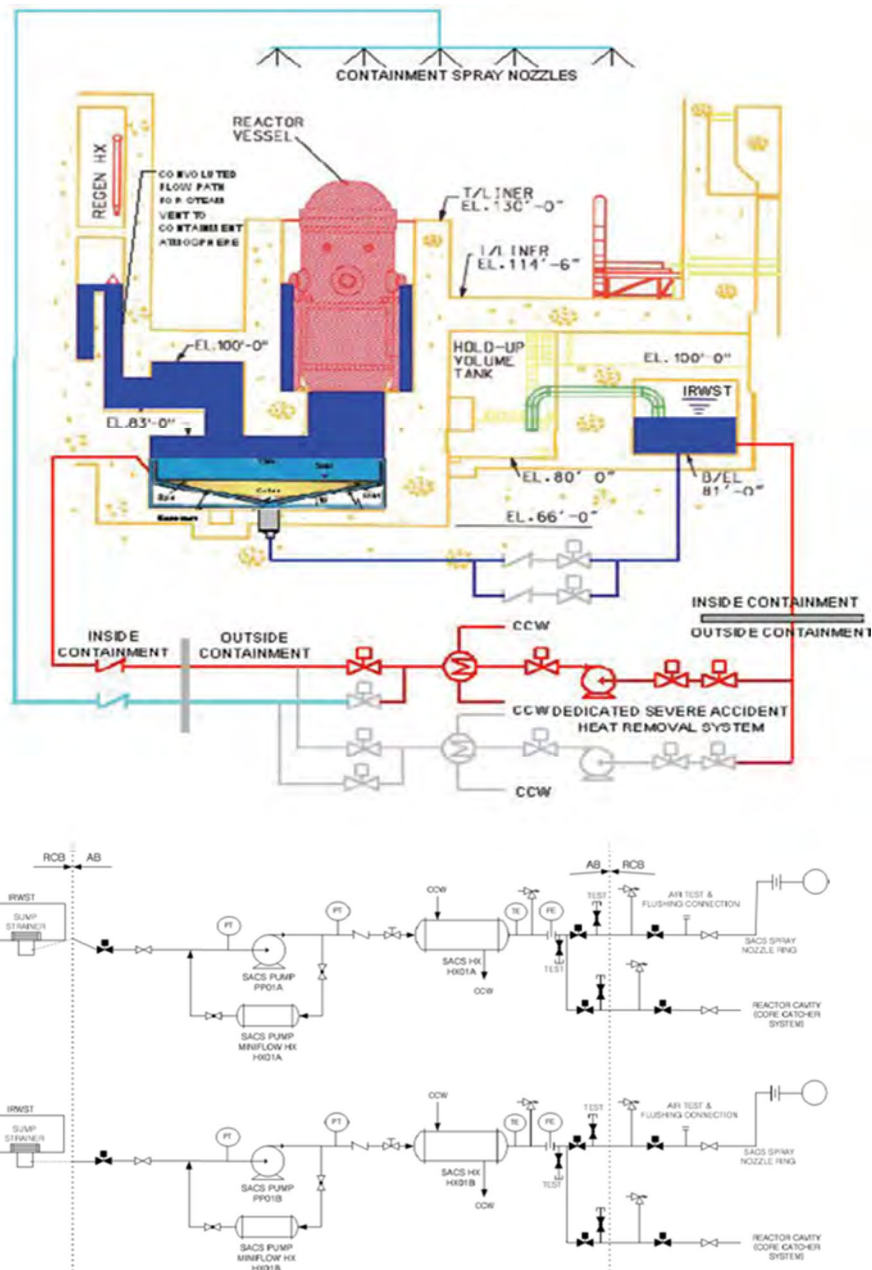 CONTAINMENT SPRAY NOZZLES
REACTOR
VESSEL
REGEN HX
CONVOLUTED
FLOW PATH
FOR STEAM
VENT TO
CONTAINMENT
ATMOSPHERE
T/LINER
EL.130'-0"
T/LINER
EL.114'-6"
EL.100'-0"
HOLD-UP
VOLUME
TANK
EL.100'-0"
IRWST
EL.83'-0"
EL.80' 0"
B/EL
81'-0"
EL.66'-0"
INSIDE CONTAINMENT
OUTSIDE CONTAINMENT
INSIDE
CONTAINMENT
OUTSIDE
CONTAINMENT
CCW
CCW
DEDICATED SEVERE ACCIDENT
HEAT REMOVAL SYSTEM
CCW
RCB
AB
AB
RCB
IRWST
SUMP
STRAINER
PT
PT
SACS PUMP
PP01A
SACS PUMP
MINIFLOW HX
HX01A
CCW
SACS HX
HX01A
CCW
TE
FE
TEST
TEST
AIR TEST &
FLUSHING CONNECTION
SACS SPRAY
NOZZLE RING
REACTOR CAVITY
(CORE CATCHER
SYSTEM)
IRWST
SUMP
STRAINER
PT
PT
SACS PUMP
PP01B
SACS PUMP
MINIFLOW HX
HX01B
CCW
SACS HX
HX01B
CCW
TE
FE
TEST
TEST
AIR TEST &
FLUSHING CONNECTION
SACS SPRAY
NOZZLE RING
REACTOR CAVITY
(CORE CATCHER
SYSTEM)